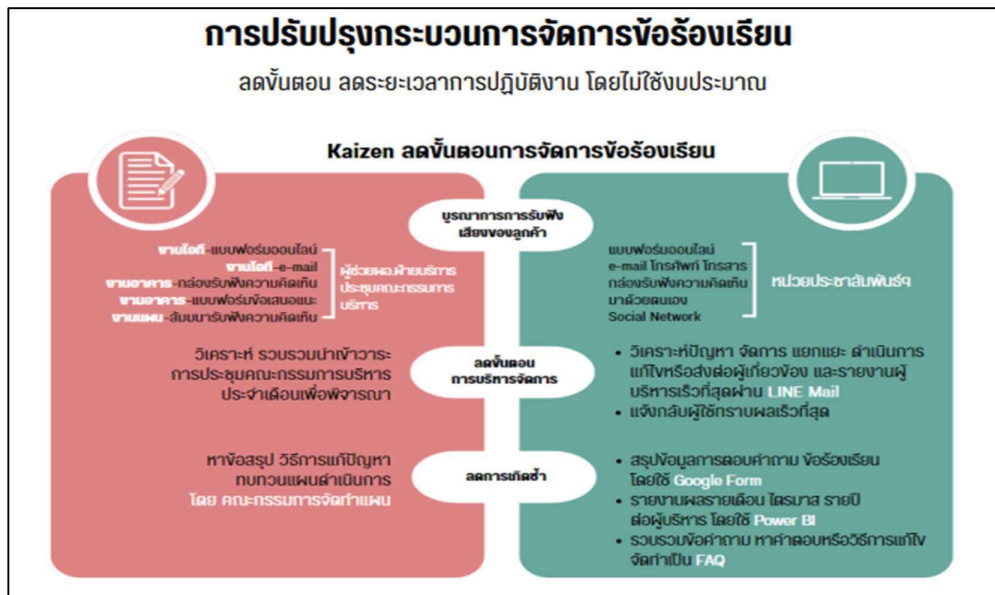 การปรับปรุงกระบวนการจัดการข้อร้องเรียน
ลดขั้นตอน ลดระยะเวลาการปฏิบัติงาน โดยไม่ใช้งบประมาณ
Kaizen ลดขั้นตอนการจัดการข้อร้องเรียน
บูรณาการการรับฟัง
เสียงของลูกค้า
งานไอที-แบบฟอร์มออนไลน์
งานไอที-e-mail
งานอาคาร-กล่องรับฟังความคิดเห็น
งานอาคาร-แบบฟอร์มข้อเสนอแนะ
งานแผน-สัมมนารับฟังความคิดเห็น
ผู้ช่วยผอ.ฝ่ายบริการ
ประชุมคณะกรรมการ
บริการ
แบบฟอร์มออนไลน์
e-mail โทรศัพท์ โทรสาร
กล่องรับฟังความคิดเห็น
มาด้วยตนเอง
Social Network
หน่วยประชาสัมพันธ์ฯ
วิเคราะห์ รวบรวมนำเข้าวาระ
การประชุมคณะกรรมการบริหาร
ประจำเดือนเพื่อพิจารณา
ลดขั้นตอน
การบริหารจัดการ
• วิเคราะห์ปัญหา จัดการ แยกแยะ ดำเนินการ
แก้ไขหรือส่งต่อผู้เกี่ยวข้อง และรายงานผู้
บริหารเร็วที่สุดผ่าน LINE Mail
• แจ้งกลับผู้ใช้ทราบผลเร็วที่สุด
หาข้อสรุป วิธีการแก้ปัญหา
ทบทวนแผนดำเนินการ
โดย คณะกรรมการจัดทำแผน
ลดการเกิดซ้ำ
• สรุปข้อมูลการตอบคำถาม ข้อร้องเรียน
โดยใช้ Google Form
• รายงานผลรายเดือน ไตรมาส รายปี
ต่อผู้บริหาร โดยใช้ Power BI
• รวบรวมข้อคำถาม หาคำตอบหรือวิธีการแก้ไข
จัดทำเป็น FAQ